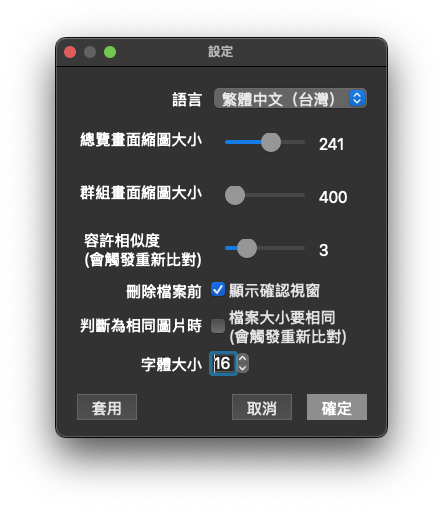 設定
語言 繁體中文（台灣）
總覽畫面縮圖大小 241
群組畫面縮圖大小 400
容許相似度
(會觸發重新比對) 3
刪除檔案前 顯示確認視窗
判斷為相同圖片時 檔案大小要相同
(會觸發重新比對)
字體大小 16
套用 取消 確定